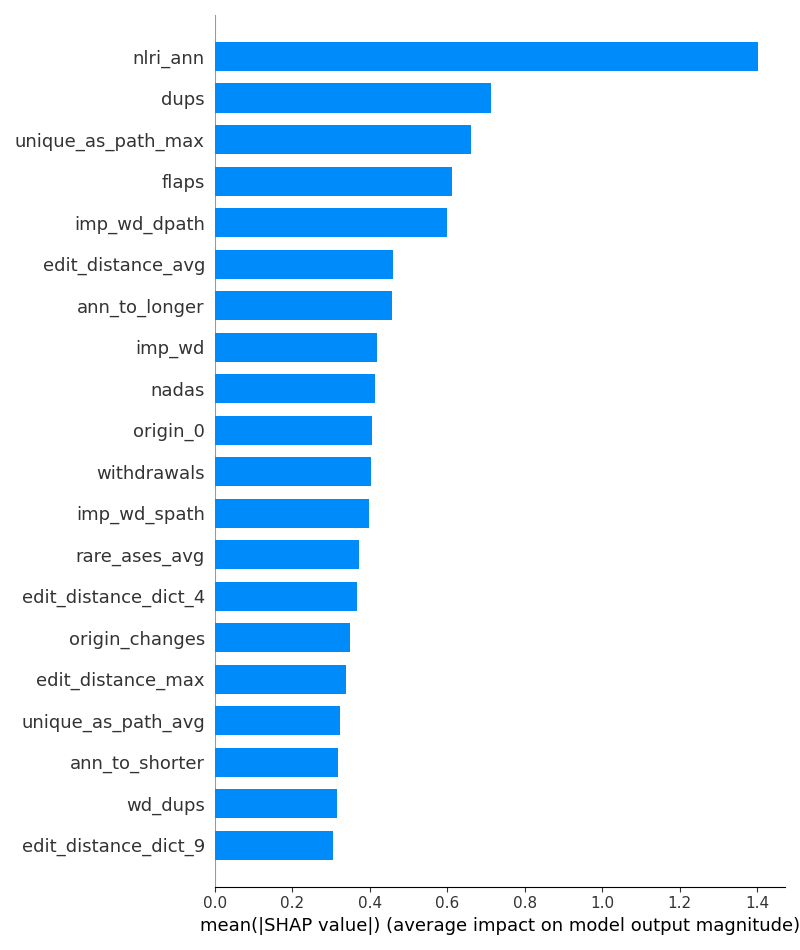 nlri_ann
dups
unique_as_path_max
flaps
imp_wd_dpath
edit_distance_avg
ann_to_longer
imp_wd
nadas
origin_0
withdrawals
imp_wd_spath
rare_ases_avg
edit_distance_dict_4
origin_changes
edit_distance_max
unique_as_path_avg
ann_to_shorter
wd_dups
edit_distance_dict_9
0.0 0.2 0.4 0.6 0.8 1.0 1.2 1.4
mean(|SHAP value|) (average impact on model output magnitude)